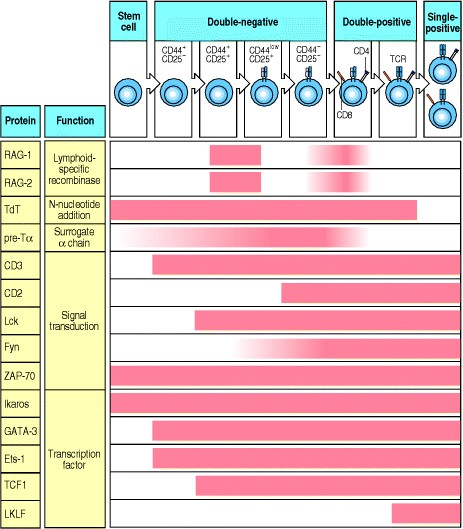 Stem
cell
Double-negative
Double-positive
Single-
positive
CD44⁺
CD25⁻
CD44⁺
CD25⁺
CD44ˡᵒʷ
CD25⁺
CD44⁻
CD25⁻
CD4
CD8
TCR
Protein
Function
RAG-1
RAG-2
Lymphoid-
specific
recombinase
TdT
N-nucleotide
addition
pre-Tα
Surrogate
α chain
CD3
CD2
Lck
Fyn
ZAP-70
Signal
transduction
Ikaros
GATA-3
Ets-1
TCF1
LKLF
Transcription
factor